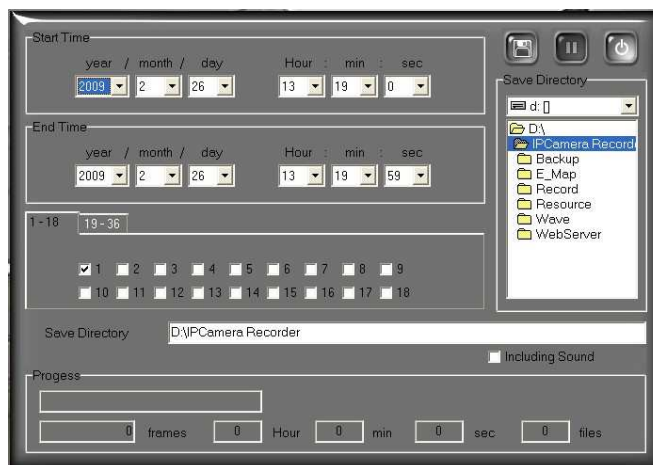 Start Time
year / month / day Hour : min : sec
2009 2 26 13 19 0
End Time
year / month / day Hour : min : sec
2009 2 26 13 19 59
Save Directory
d: []
D:\
IPCamera Recorde
Backup
E_Map
Record
Resource
Wave
WebServer
1 - 18 19 - 36
1 2 3 4 5 6 7 8 9
10 11 12 13 14 15 16 17 18
Save Directory D:\IPCamera Recorder
Including Sound
Progess
0 frames 0 Hour 0 min 0 sec 0 files